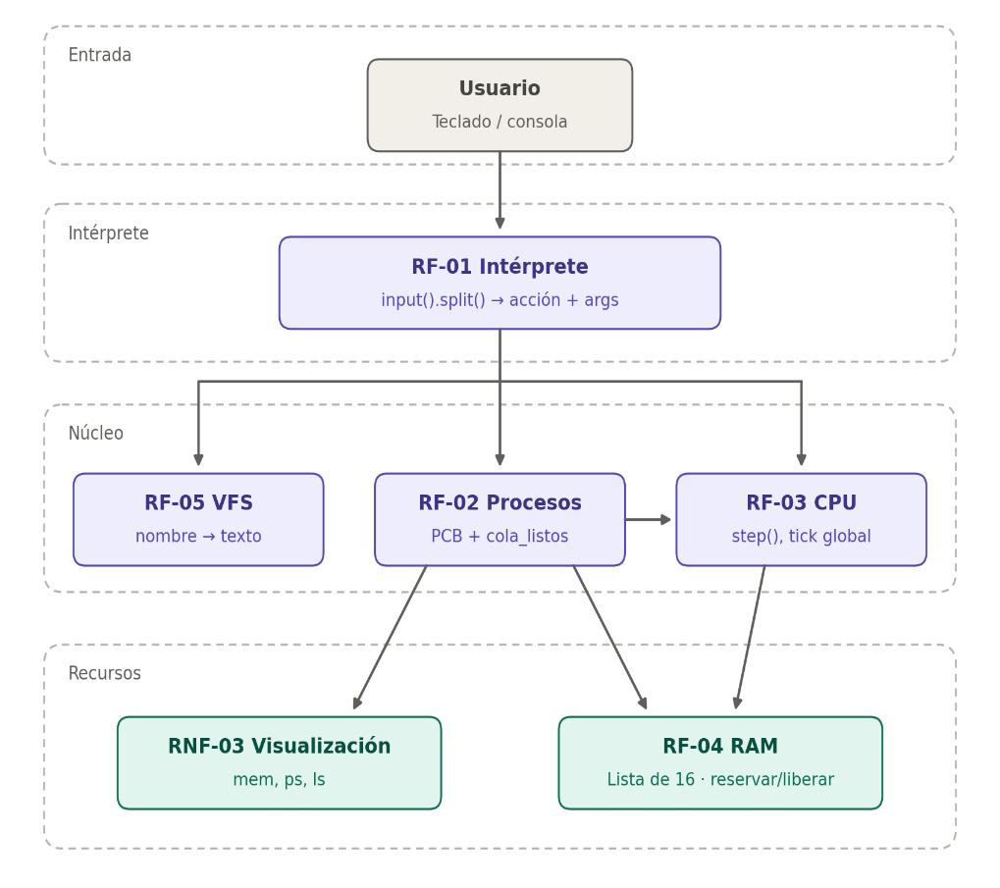 Entrada
Usuario
Teclado / consola
Intérprete
RF-01 Intérprete
input().split() → acción + args
Núcleo
RF-05 VFS
nombre → texto
RF-02 Procesos
PCB + cola_listos
RF-03 CPU
step(), tick global
Recursos
RNF-03 Visualización
mem, ps, ls
RF-04 RAM
Lista de 16 · reservar/liberar